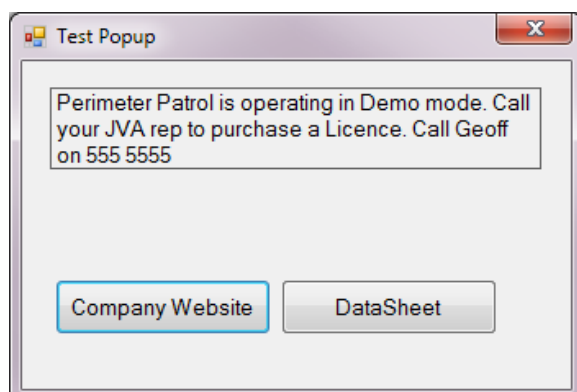 Test Popup
Perimeter Patrol is operating in Demo mode. Call
your JVA rep to purchase a Licence. Call Geoff
on 555 5555
Company Website
DataSheet